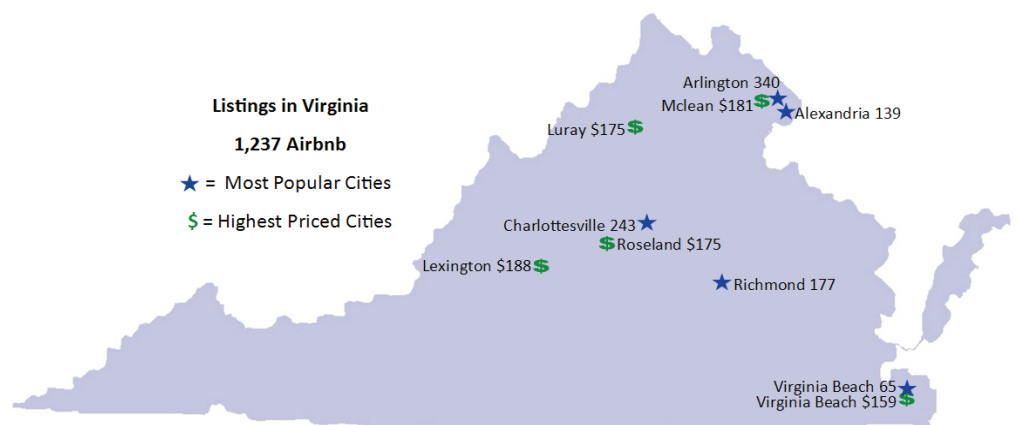 Listings in Virginia
1,237 Airbnb
★ = Most Popular Cities
$ = Highest Priced Cities
Arlington 340
Mclean $181
Alexandria 139
Luray $175
Charlottesville 243
Roseland $175
Lexington $188
Richmond 177
Virginia Beach 65
Virginia Beach $159